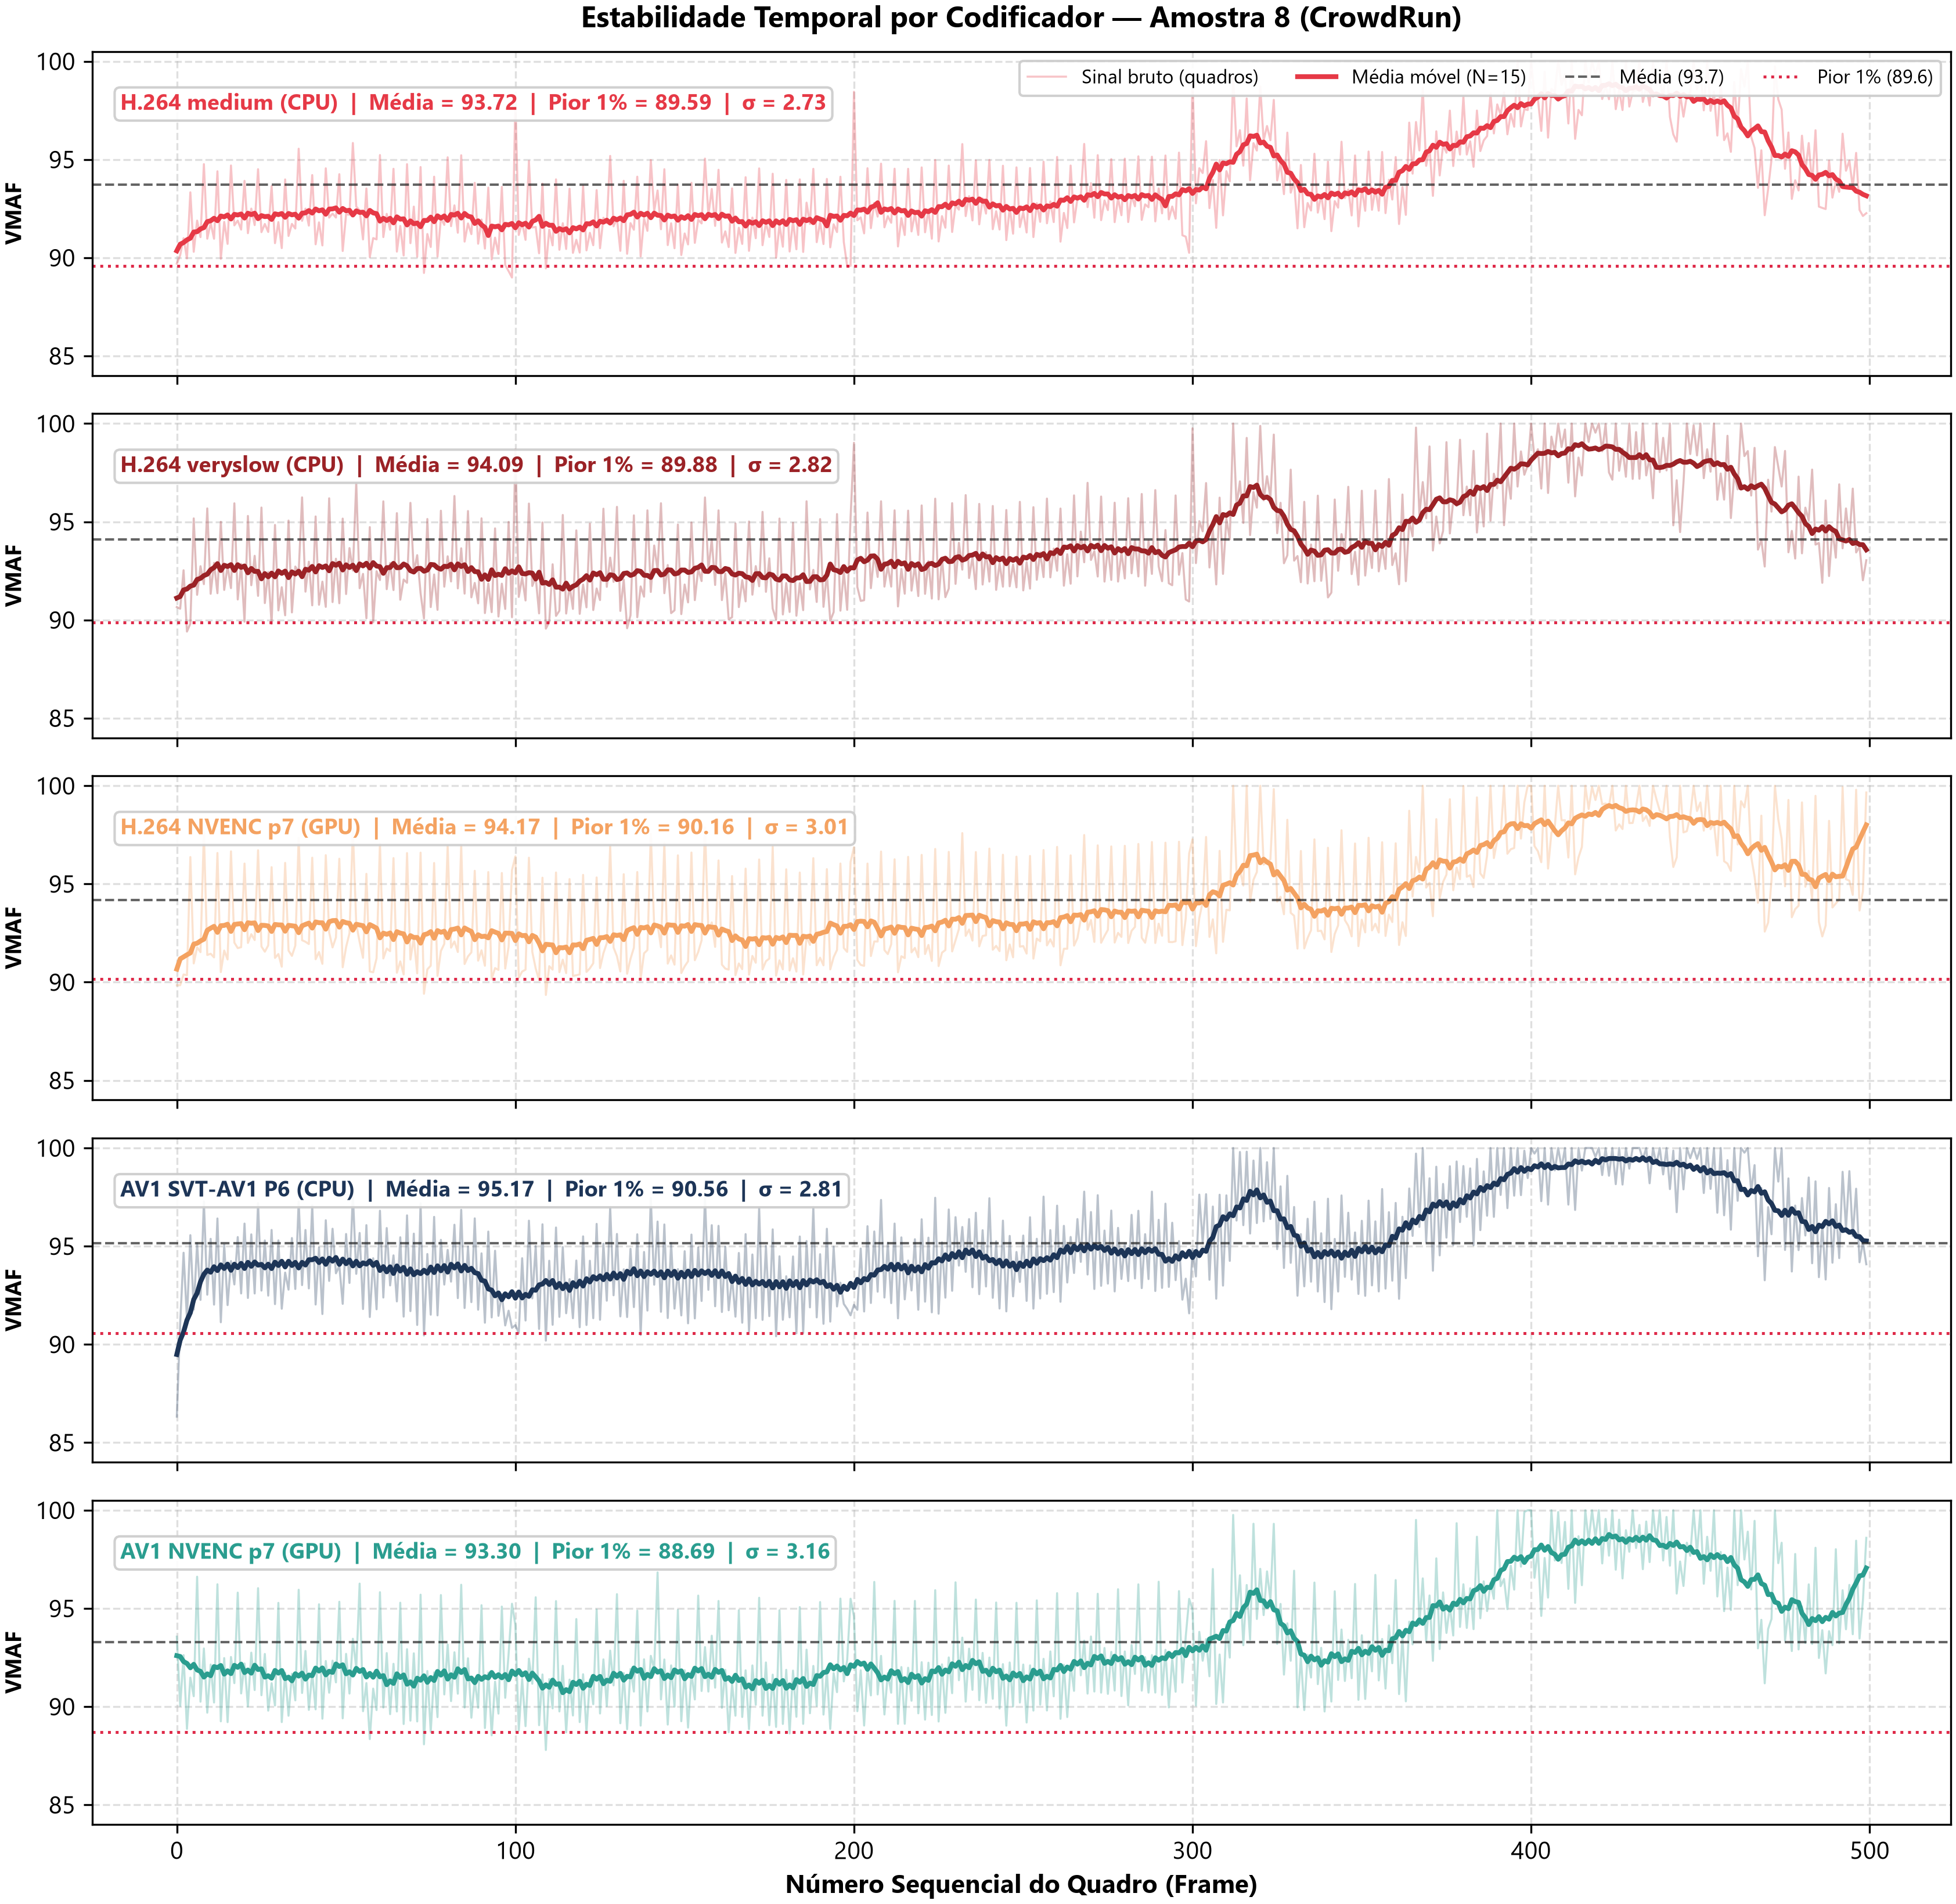 Estabilidade Temporal por Codificador — Amostra 8 (CrowdRun)
Sinal bruto (quadros) Média móvel (N=15) Média (93.7) Pior 1% (89.6)
H.264 medium (CPU) | Média = 93.72 | Pior 1% = 89.59 | σ = 2.73
VMAF
100
95
90
85
H.264 veryslow (CPU) | Média = 94.09 | Pior 1% = 89.88 | σ = 2.82
VMAF
100
95
90
85
H.264 NVENC p7 (GPU) | Média = 94.17 | Pior 1% = 90.16 | σ = 3.01
VMAF
100
95
90
85
AV1 SVT-AV1 P6 (CPU) | Média = 95.17 | Pior 1% = 90.56 | σ = 2.81
VMAF
100
95
90
85
AV1 NVENC p7 (GPU) | Média = 93.30 | Pior 1% = 88.69 | σ = 3.16
VMAF
100
95
90
85
0 100 200 300 400 500
Número Sequencial do Quadro (Frame)